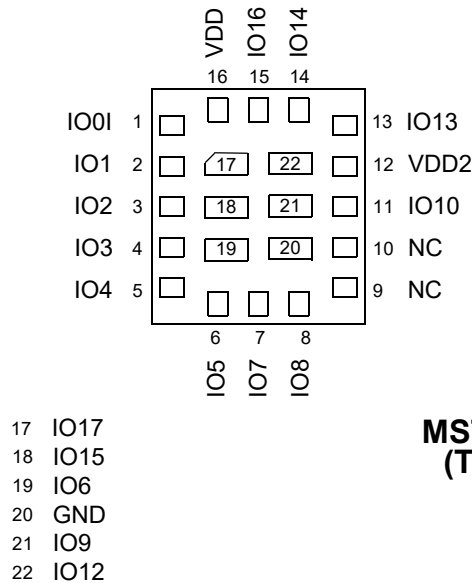 VDD IO16 IO14
16 15 14
IO0I 1 13 IO13
IO1 2 17 22 12 VDD2
IO2 3 18 21 11 IO10
IO3 4 19 20 10 NC
IO4 5 9 NC
6 7 8
IO5 IO7 IO8
17 IO17
18 IO15
19 IO6
20 GND
21 IO9
22 IO12
(T